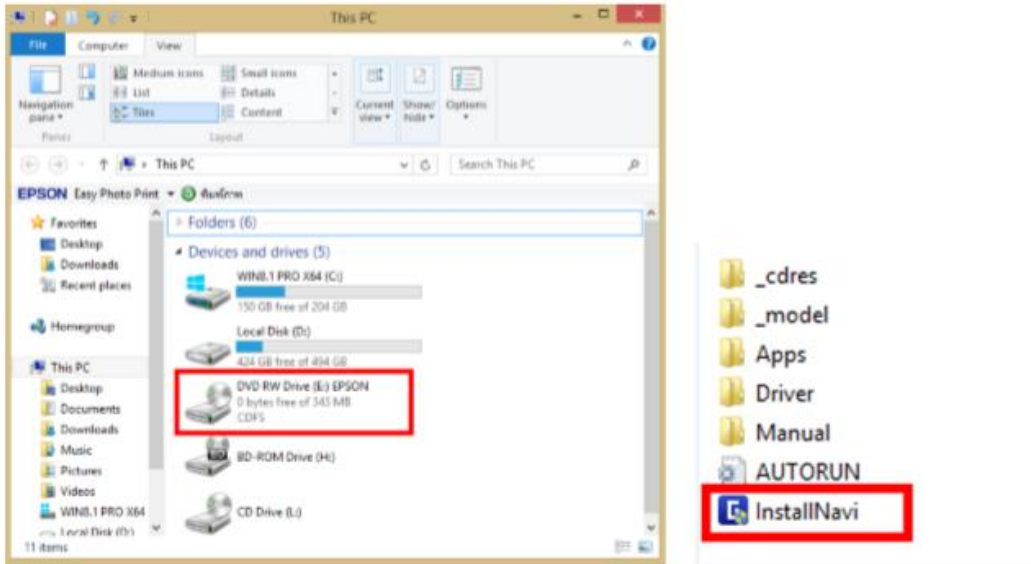 This PC
File Computer View
Medium icons Small icons
List Details
Tiles Content
Navigation pane
Current view
Show/ hide
Options
Panes
Layout
This PC
Search This PC
EPSON Easy Photo Print
Favorites
Desktop
Downloads
Recent places
Homegroup
This PC
Desktop
Documents
Downloads
Music
Pictures
Videos
WIN8.1 PRO X64
Local Disk (D:)
Folders (6)
Devices and drives (5)
WIN8.1 PRO X64 (C:)
150 GB free of 204 GB
Local Disk (D:)
424 GB free of 494 GB
DVD RW Drive (E:) EPSON
0 bytes free of 343 MB
CDFS
BD-ROM Drive (H:)
CD Drive (L:)
11 items
_cdres
_model
Apps
Driver
Manual
AUTORUN
InstallNavi